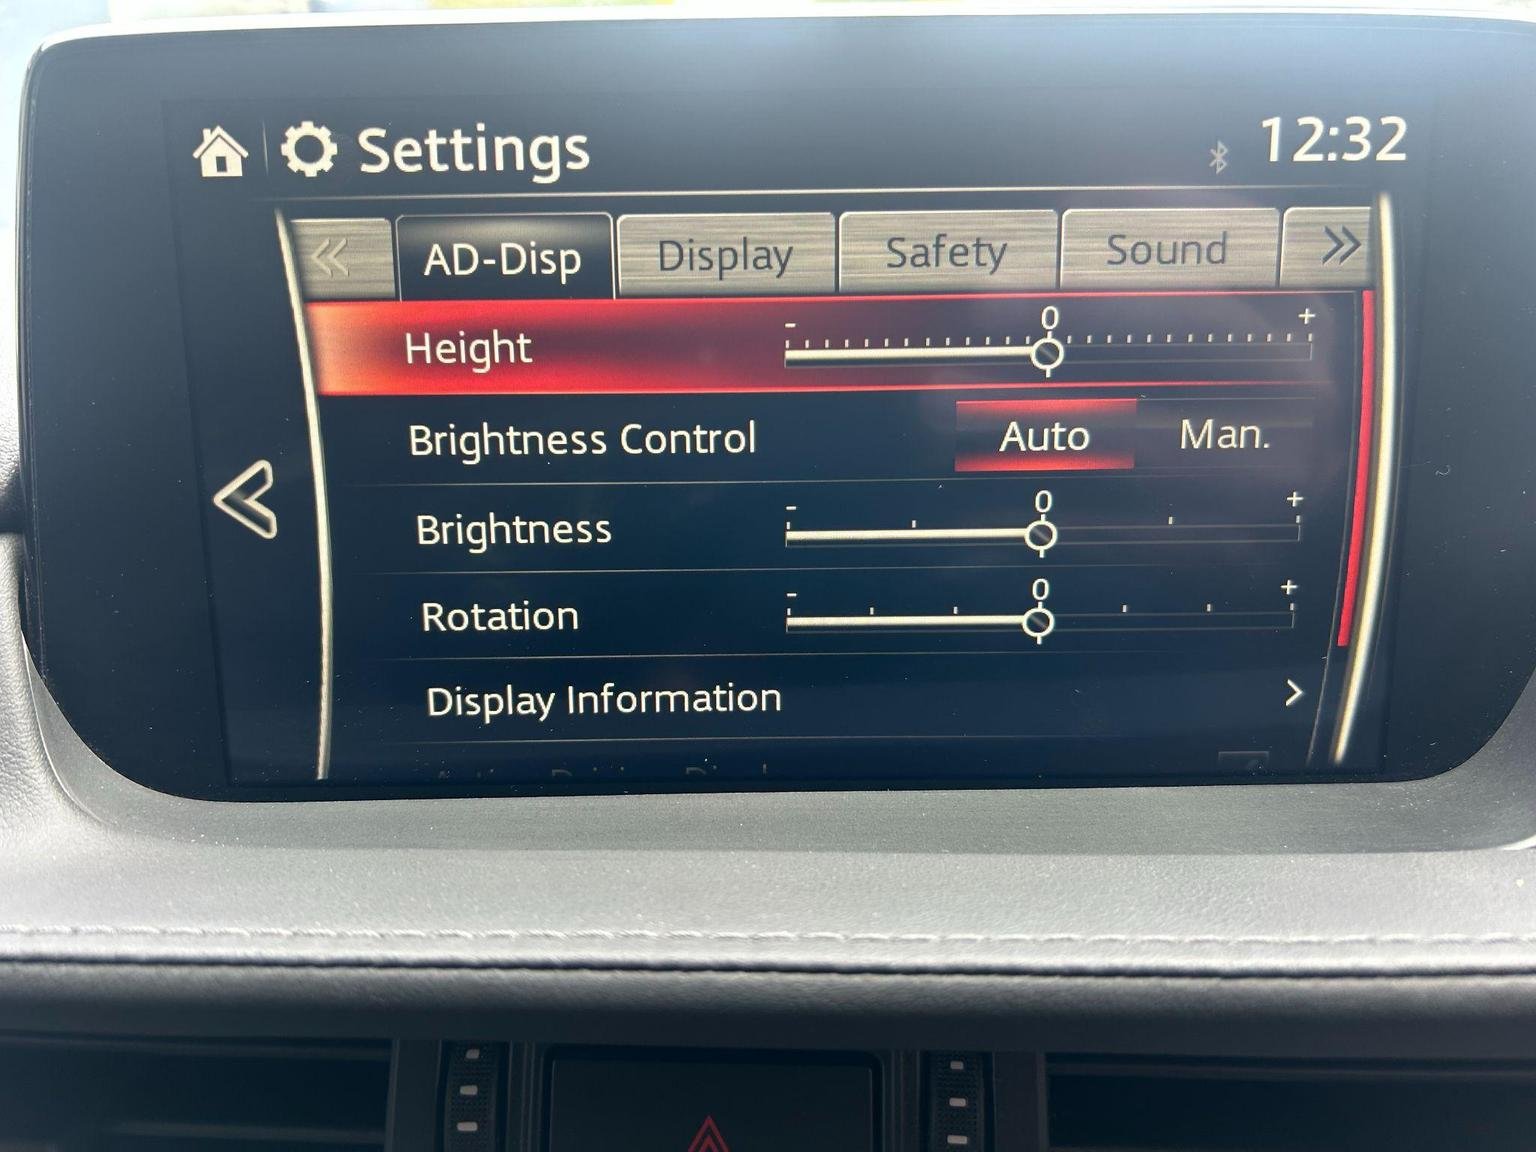 Settings
12:32
AD-Disp Display Safety Sound
Height - 0 +
Brightness Control Auto Man.
Brightness - 0 +
Rotation - 0 +
Display Information